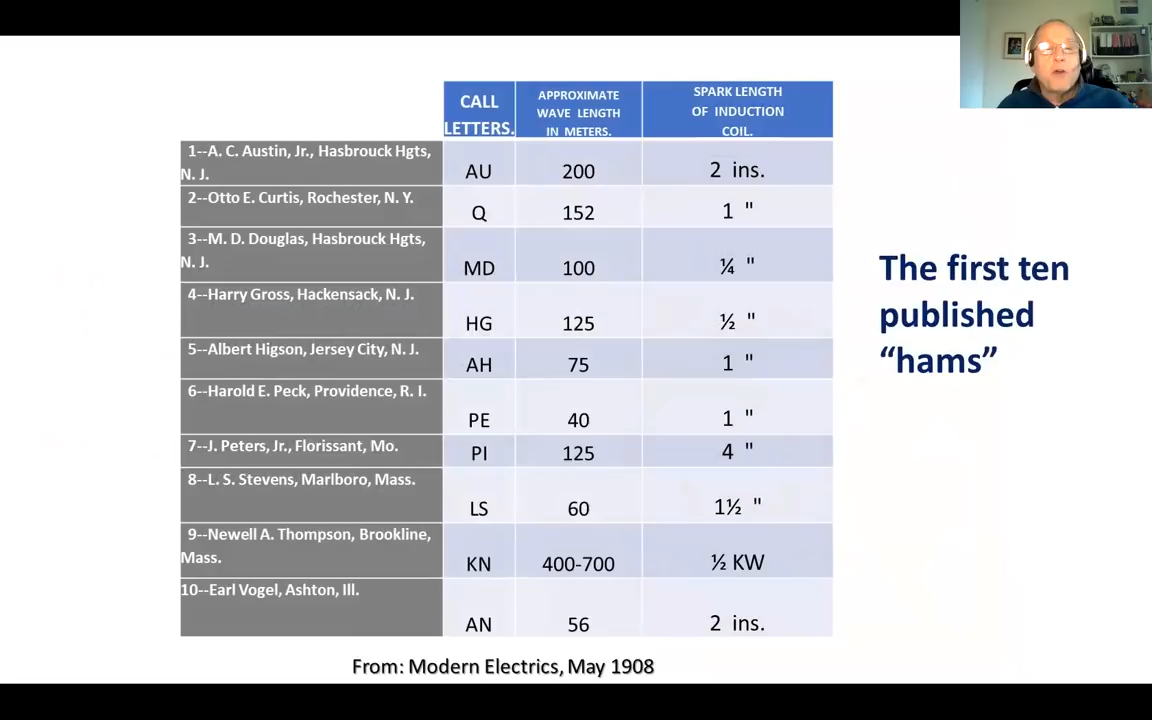 CALL
LETTERS.
APPROXIMATE
WAVE LENGTH
IN METERS.
SPARK LENGTH
OF INDUCTION
COIL.
1--A. C. Austin, Jr., Hasbrouck Hgts,
N. J.
AU
200
2 ins.
2--Otto E. Curtis, Rochester, N. Y.
Q
152
1 "
3--M. D. Douglas, Hasbrouck Hgts,
N. J.
MD
100
¼ "
4--Harry Gross, Hackensack, N. J.
HG
125
½ "
5--Albert Higson, Jersey City, N. J.
AH
75
1 "
6--Harold E. Peck, Providence, R. I.
PE
40
1 "
7--J. Peters, Jr., Florissant, Mo.
PI
125
4 "
8--L. S. Stevens, Marlboro, Mass.
LS
60
1½ "
9--Newell A. Thompson, Brookline,
Mass.
KN
400-700
½ KW
10--Earl Vogel, Ashton, Ill.
AN
56
2 ins.
The first ten
published
“hams”
From: Modern Electrics, May 1908